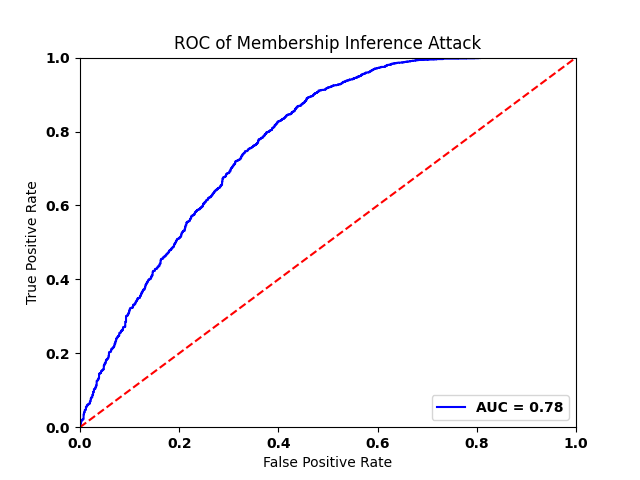 ROC of Membership Inference Attack
True Positive Rate
1.0
0.8
0.6
0.4
0.2
0.0
0.0 0.2 0.4 0.6 0.8 1.0
False Positive Rate
AUC = 0.78